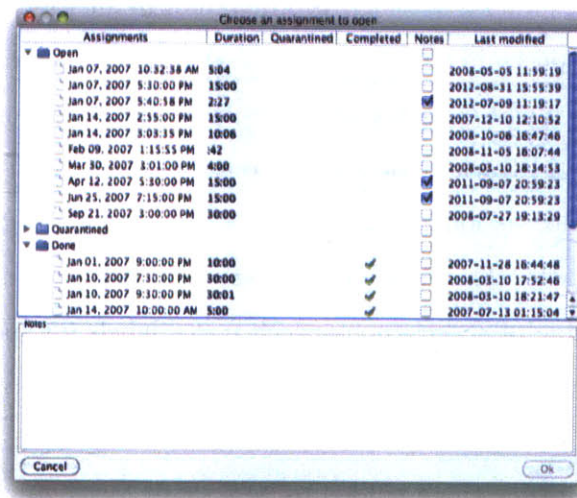 Choose an assignment to open
Assignments Duration Quarantined Completed Notes Last modified
Open
Jan 07, 2007 10:32:38 AM 5:04 2008-05-05 11:59:19
Jan 07, 2007 5:30:00 PM 15:00 2012-08-31 15:55:39
Jan 07, 2007 5:40:58 PM 2:27 2012-07-09 11:19:17
Jan 14, 2007 2:55:00 PM 15:00 2007-12-10 12:10:52
Jan 14, 2007 3:03:35 PM 10:06 2008-10-08 16:47:46
Feb 09, 2007 1:15:55 PM :42 2008-11-05 18:07:44
Mar 30, 2007 3:01:00 PM 4:00 2008-03-10 18:34:53
Apr 12, 2007 5:30:00 PM 15:00 2011-09-07 20:59:23
Jun 25, 2007 7:15:00 PM 15:00 2011-09-07 20:59:23
Sep 21, 2007 3:00:00 PM 30:00 2008-07-27 19:13:29
Quarantined
Done
Jan 01, 2007 9:00:00 PM 10:00 2007-11-28 16:44:48
Jan 10, 2007 7:30:00 PM 30:00 2008-03-10 17:52:46
Jan 10, 2007 9:30:00 PM 30:01 2008-03-10 18:21:47
Jan 14, 2007 10:00:00 AM 5:00 2007-07-13 01:15:04
Notes
Cancel Ok